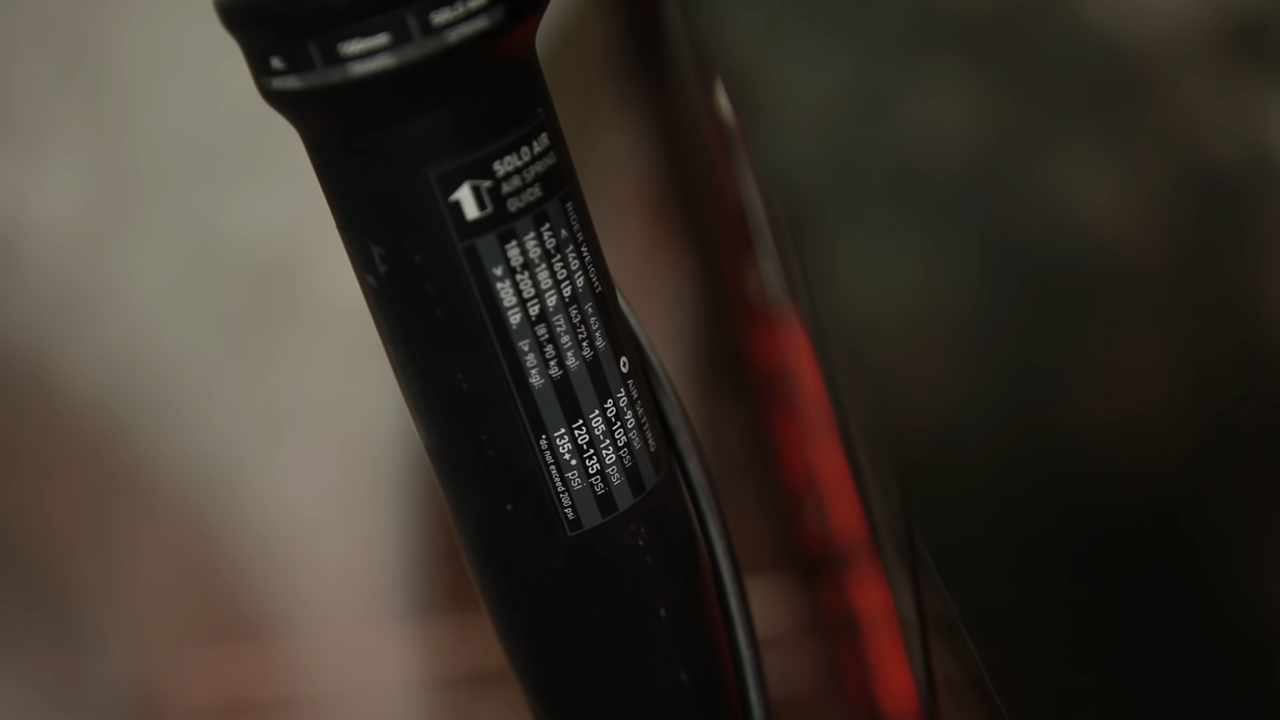 SOLO AIR
AIR SPRING
GUIDE
RIDER WEIGHT AIR SETTING
< 140 lb. (< 63 kg): 70-90 psi
140-160 lb. (63-72 kg): 90-105 psi
160-180 lb. (72-81 kg): 105-120 psi
180-200 lb. (81-90 kg): 120-135 psi
> 200 lb. (> 90 kg): 135+* psi
*do not exceed 200 psi